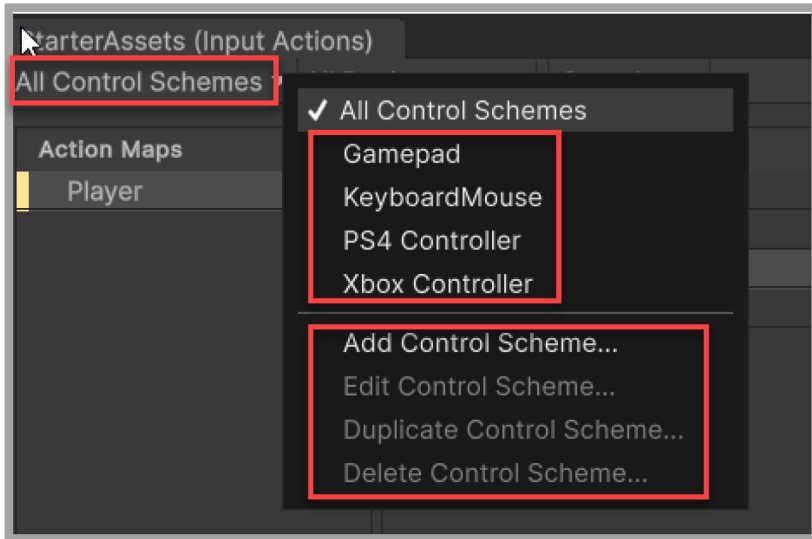 StarterAssets (Input Actions)
All Control Schemes
✓ All Control Schemes
Action Maps
Gamepad
Player
KeyboardMouse
PS4 Controller
Xbox Controller
Add Control Scheme...
Edit Control Scheme...
Duplicate Control Scheme...
Delete Control Scheme...